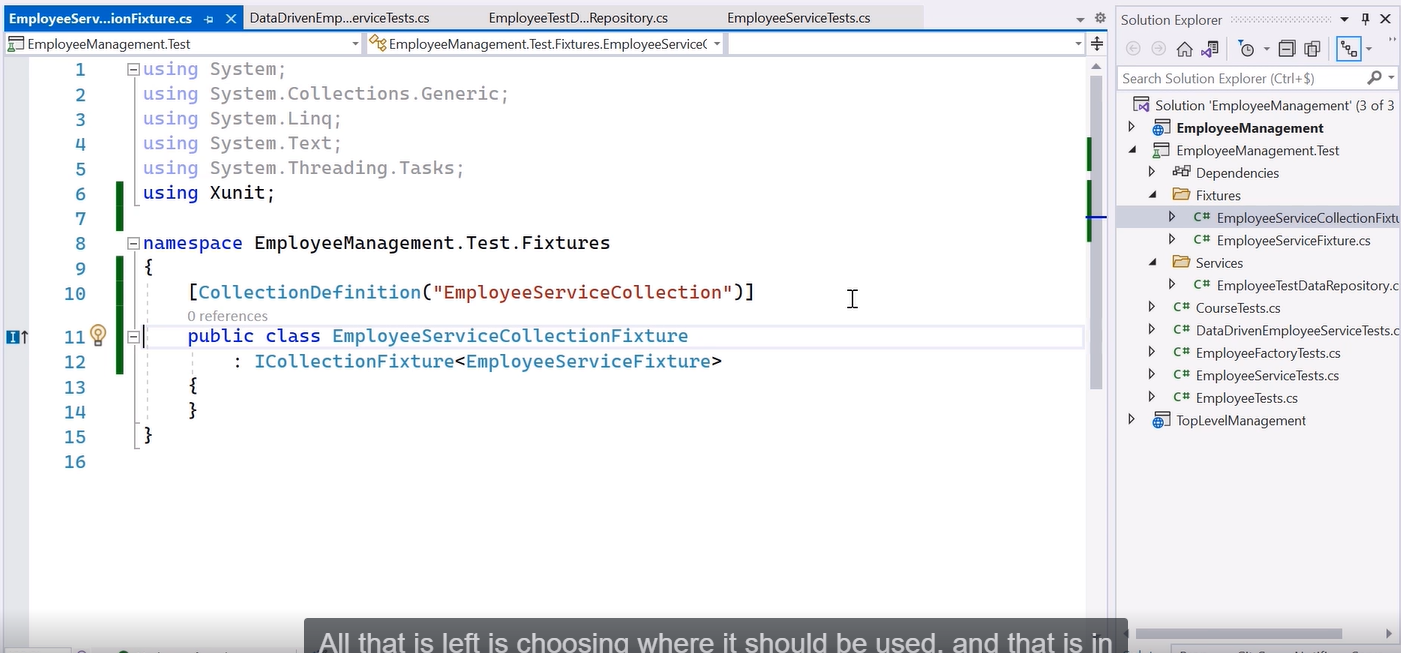 EmployeeServ...ionFixture.cs
DataDrivenEmp...erviceTests.cs
EmployeeTestD...Repository.cs
EmployeeServiceTests.cs
EmployeeManagement.Test
EmployeeManagement.Test.Fixtures.EmployeeServiceC
1 using System;
2 using System.Collections.Generic;
3 using System.Linq;
4 using System.Text;
5 using System.Threading.Tasks;
6 using Xunit;
7
8 namespace EmployeeManagement.Test.Fixtures
9 {
10 [CollectionDefinition("EmployeeServiceCollection")]
0 references
11 public class EmployeeServiceCollectionFixture
12 : ICollectionFixture<EmployeeServiceFixture>
13 {
14 }
15 }
16
All that is left is choosing where it should be used, and that is in
Solution Explorer
Search Solution Explorer (Ctrl+$)
Solution 'EmployeeManagement' (3 of 3
EmployeeManagement
EmployeeManagement.Test
Dependencies
Fixtures
C# EmployeeServiceCollectionFixtu
C# EmployeeServiceFixture.cs
Services
C# EmployeeTestDataRepository.c
C# CourseTests.cs
C# DataDrivenEmployeeServiceTests.c
C# EmployeeFactoryTests.cs
C# EmployeeServiceTests.cs
C# EmployeeTests.cs
TopLevelManagement